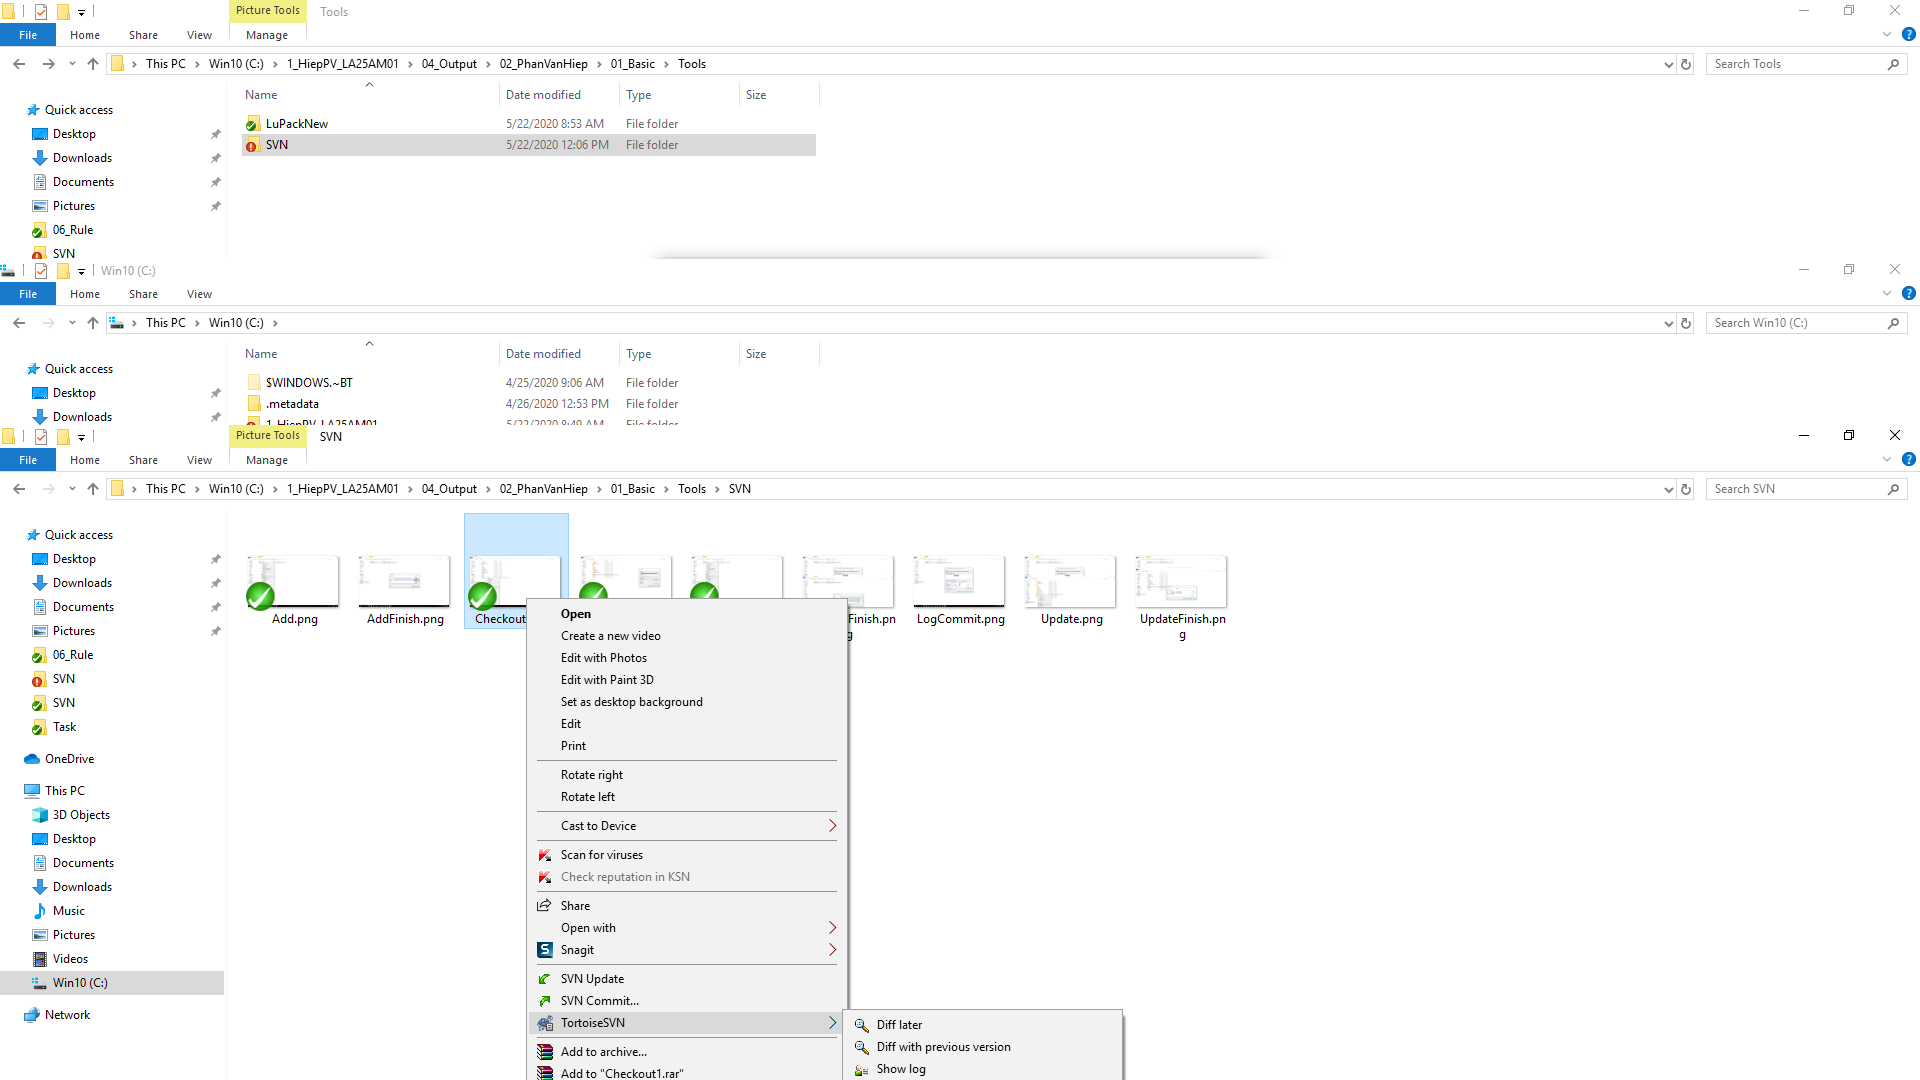 Picture Tools Tools
File Home Share View Manage
This PC Win10 (C:) 1_HiepPV_LA25AM01 04_Output 02_PhanVanHiep 01_Basic Tools Search Tools
Name Date modified Type Size
Quick access
LuPackNew 5/22/2020 8:53 AM File folder
Desktop
SVN 5/22/2020 12:06 PM File folder
Downloads
Documents
Pictures
06_Rule
SVN
Win10 (C:)
File Home Share View
This PC Win10 (C:) Search Win10 (C:)
Name Date modified Type Size
Quick access
$WINDOWS.~BT 4/25/2020 9:06 AM File folder
Desktop
.metadata 4/26/2020 12:53 PM File folder
Downloads
1_HiepPV_LA25AM01 5/22/2020 8:49 AM File folder
Picture Tools SVN
File Home Share View Manage
This PC Win10 (C:) 1_HiepPV_LA25AM01 04_Output 02_PhanVanHiep 01_Basic Tools SVN Search SVN
Quick access
Desktop
Downloads
Documents
Pictures
06_Rule
SVN
SVN
Task
OneDrive
This PC
3D Objects
Desktop
Documents
Downloads
Music
Pictures
Videos
Win10 (C:)
Network
Add.png AddFinish.png Checkout Finish.pn LogCommit.png Update.png UpdateFinish.pn
g g
Open
Create a new video
Edit with Photos
Edit with Paint 3D
Set as desktop background
Edit
Print
Rotate right
Rotate left
Cast to Device
Scan for viruses
Check reputation in KSN
Share
Open with
Snagit
SVN Update
SVN Commit...
TortoiseSVN
Add to archive...
Add to "Checkout1.rar"
Diff later
Diff with previous version
Show log